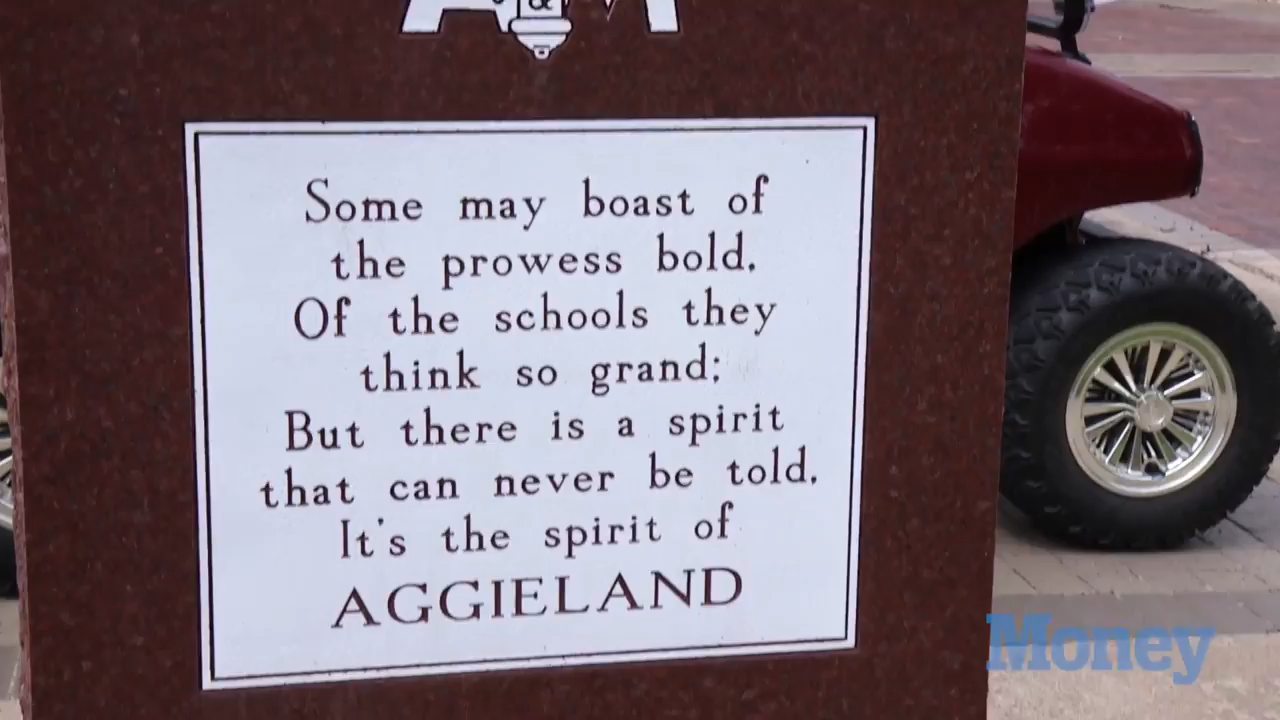 A&M
Some may boast of
the prowess bold.
Of the schools they
think so grand;
But there is a spirit
that can never be told.
It's the spirit of
AGGIELAND
Money